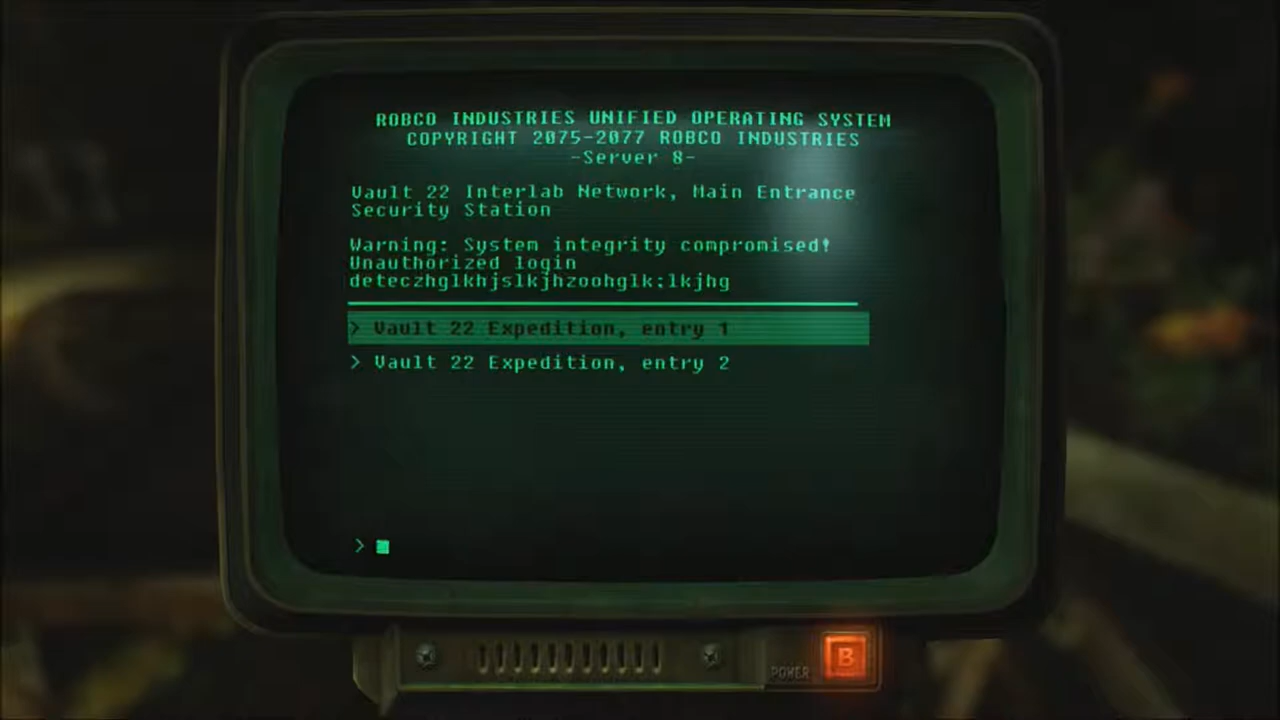 ROBCO INDUSTRIES UNIFIED OPERATING SYSTEM
COPYRIGHT 2075-2077 ROBCO INDUSTRIES
-Server 8-
Vault 22 Interlab Network, Main Entrance
Security Station
Warning: System integrity compromised!
Unauthorized login
deteczhglkhjslkjhzoohglk;lkjhg
> Vault 22 Expedition, entry 1
> Vault 22 Expedition, entry 2
>
POWER B